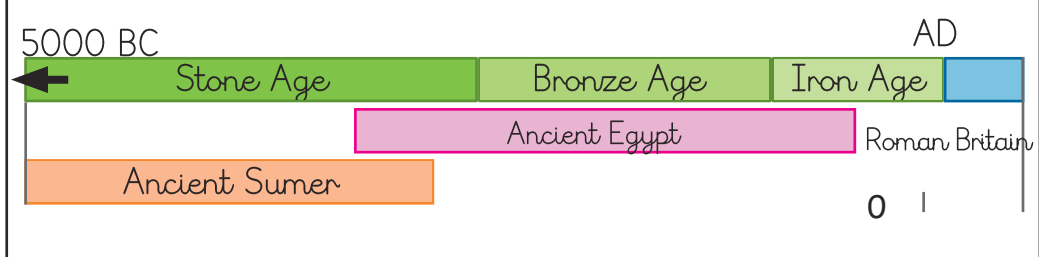 5000 BC
AD
Stone Age
Bronze Age
Iron Age
Ancient Egypt
Roman Britain
Ancient Sumer
0